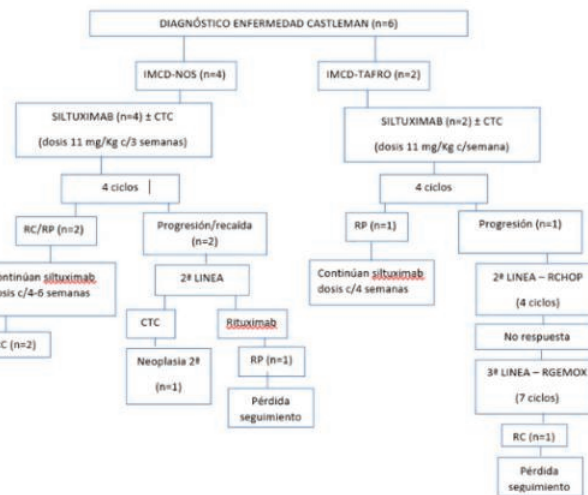 DIAGNÓSTICO ENFERMEDAD CASTLEMAN (n=6)
IMCD-NOS (n=4)
IMCD-TAFRO (n=2)
SILTUXIMAB (n=4) ± CTC
(dosis 11 mg/Kg c/3 semanas)
SILTUXIMAB (n=2) ± CTC
(dosis 11 mg/Kg c/semana)
4 ciclos
4 ciclos
RC/RP (n=2)
Progresión/recaída
(n=2)
RP (n=1)
Progresión (n=1)
ontinúan siltuximab
osis c/4-6 semanas
2ª LINEA
Continúan siltuximab
dosis c/4 semanas
2ª LINEA – RCHOP
(4 ciclos)
C (n=2)
CTC
Rituximab
No respuesta
Neoplasia 2ª
(n=1)
RP (n=1)
3ª LINEA – RGEMOX
(7 ciclos)
Pérdida
seguimiento
RC (n=1)
Pérdida
seguimiento